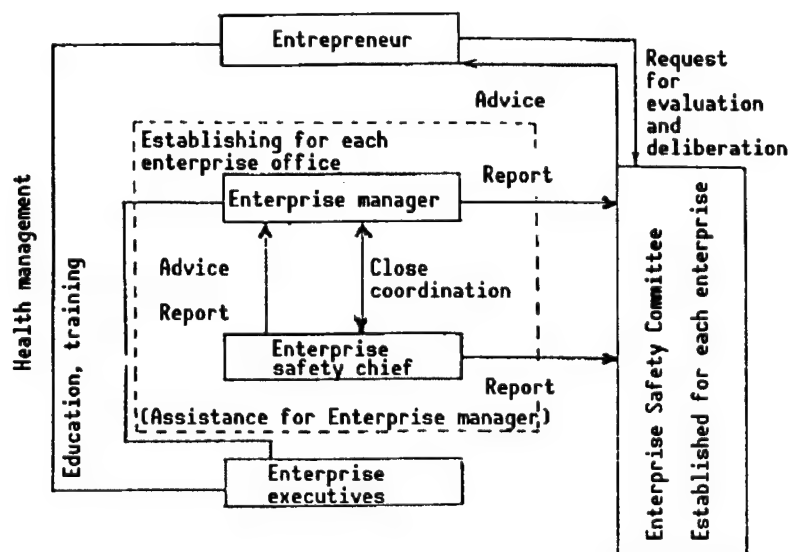 Entrepreneur
Request
for
evaluation
and
deliberation
Advice
Establishing for each
enterprise office
Report
Enterprise manager
Advice
Report
Close
coordination
Enterprise
safety chief
Report
(Assistance for Enterprise manager)
Enterprise
executives
Health management
Education, training
Enterprise Safety Committee
Established for each enterprise